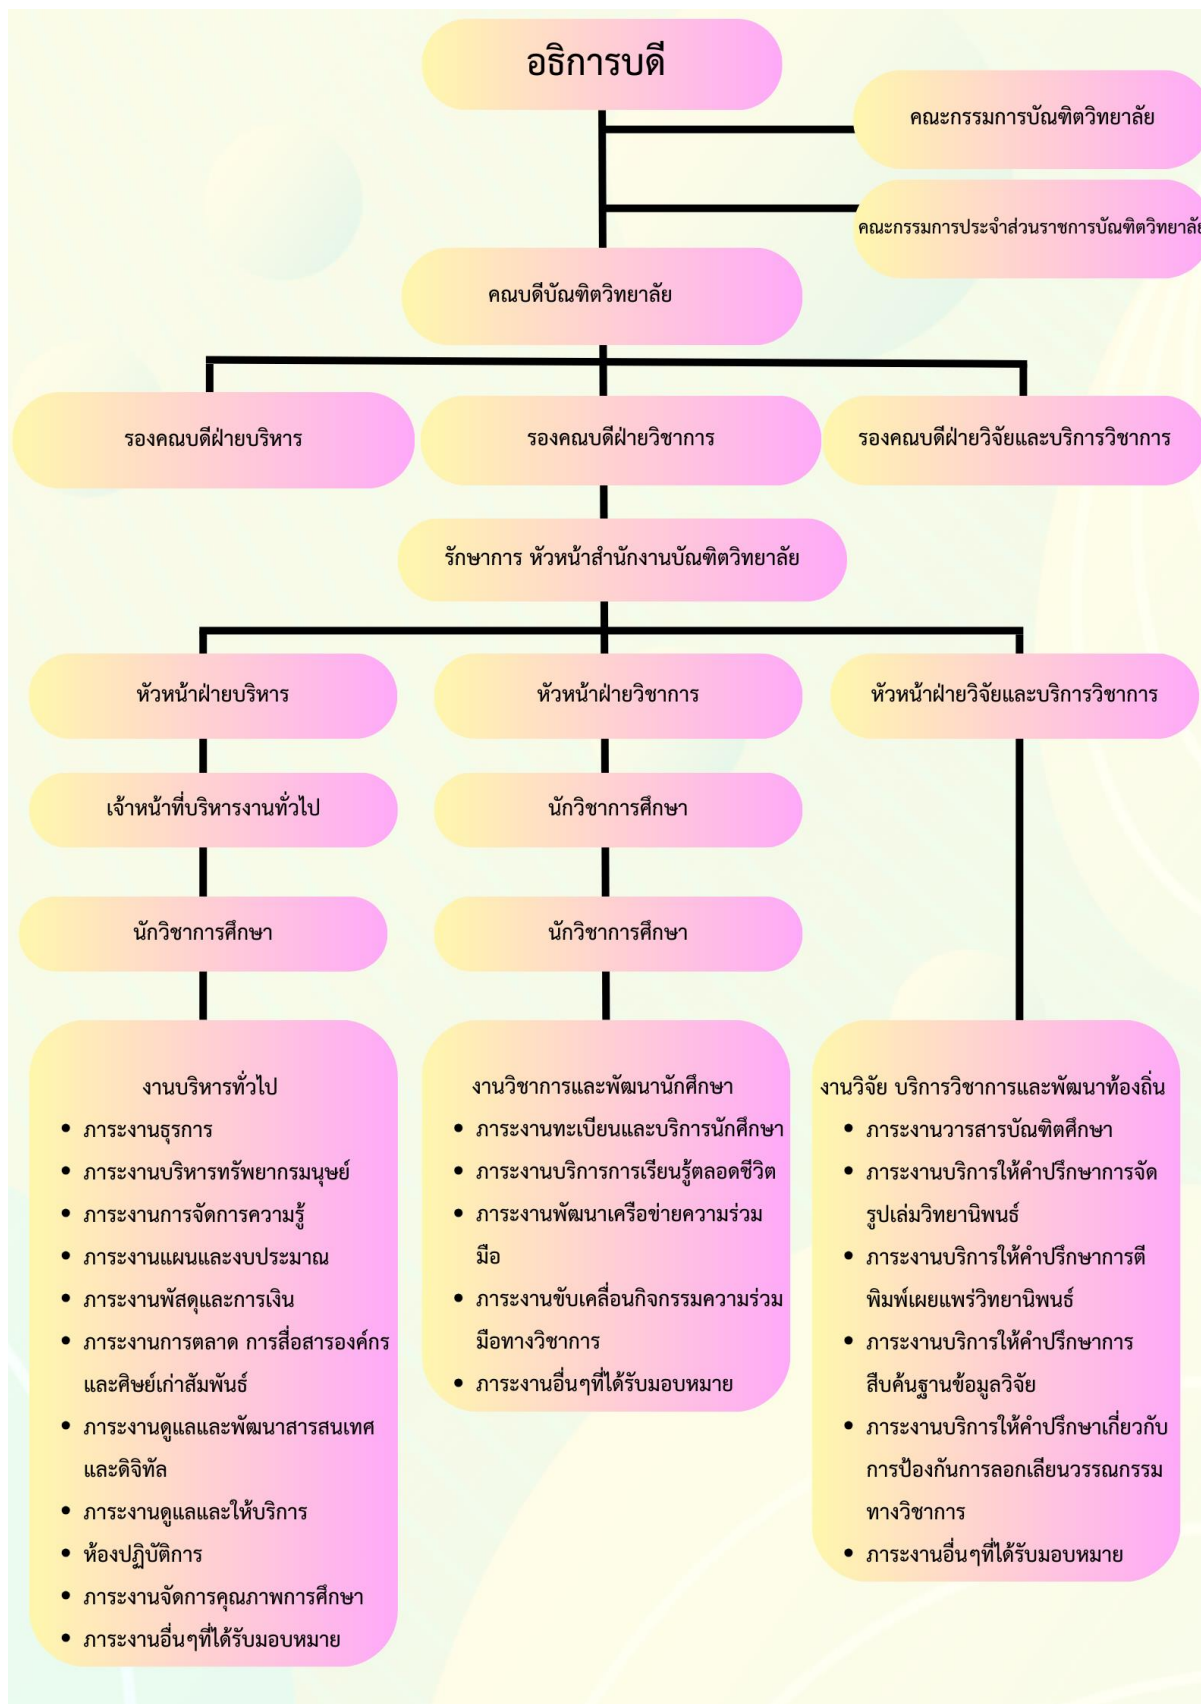 อธิการบดี
คณะกรรมการบัณฑิตวิทยาลัย
คณะกรรมการประจำส่วนราชการบัณฑิตวิทยาลัย
คณบดีบัณฑิตวิทยาลัย
รองคณบดีฝ่ายบริหาร
รองคณบดีฝ่ายวิชาการ
รองคณบดีฝ่ายวิจัยและบริการวิชาการ
รักษาการ หัวหน้าสำนักงานบัณฑิตวิทยาลัย
หัวหน้าฝ่ายบริหาร
หัวหน้าฝ่ายวิชาการ
หัวหน้าฝ่ายวิจัยและบริการวิชาการ
เจ้าหน้าที่บริหารงานทั่วไป
นักวิชาการศึกษา
นักวิชาการศึกษา
นักวิชาการศึกษา
งานบริหารทั่วไป
• ภาระงานธุรการ
• ภาระงานบริหารทรัพยากรมนุษย์
• ภาระงานการจัดการความรู้
• ภาระงานแผนและงบประมาณ
• ภาระงานพัสดุและการเงิน
• ภาระงานการตลาด การสื่อสารองค์กร
และศิษย์เก่าสัมพันธ์
• ภาระงานดูแลและพัฒนาสารสนเทศ
และดิจิทัล
• ภาระงานดูแลและให้บริการ
• ห้องปฏิบัติการ
• ภาระงานจัดการคุณภาพการศึกษา
• ภาระงานอื่นๆที่ได้รับมอบหมาย
งานวิชาการและพัฒนานักศึกษา
• ภาระงานทะเบียนและบริการนักศึกษา
• ภาระงานบริการการเรียนรู้ตลอดชีวิต
• ภาระงานพัฒนาเครือข่ายความร่วม
มือ
• ภาระงานขับเคลื่อนกิจกรรมความร่วม
มือทางวิชาการ
• ภาระงานอื่นๆที่ได้รับมอบหมาย
งานวิจัย บริการวิชาการและพัฒนาท้องถิ่น
• ภาระงานวารสารบัณฑิตศึกษา
• ภาระงานบริการให้คำปรึกษาการจัด
รูปเล่มวิทยานิพนธ์
• ภาระงานบริการให้คำปรึกษาการตี
พิมพ์เผยแพร่วิทยานิพนธ์
• ภาระงานบริการให้คำปรึกษาการ
สืบค้นฐานข้อมูลวิจัย
• ภาระงานบริการให้คำปรึกษาเกี่ยวกับ
การป้องกันการลอกเลียนวรรณกรรม
ทางวิชาการ
• ภาระงานอื่นๆที่ได้รับมอบหมาย